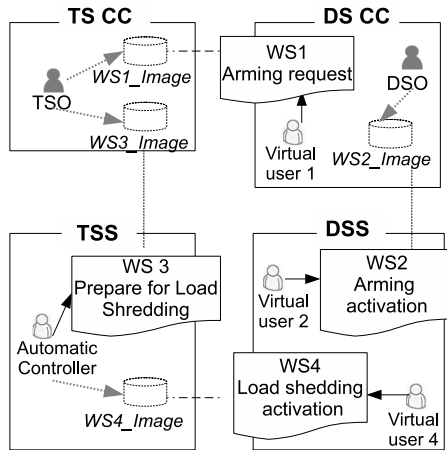 TS CC
DS CC
WS1_Image
TSO
WS3_Image
WS1
Arming request
DSO
WS2_Image
Virtual
user 1
TSS
DSS
WS 3
Prepare for Load
Shredding
Automatic
Controller
WS4_Image
WS2
Arming
activation
Virtual
user 2
WS4
Load shedding
activation
Virtual
user 4